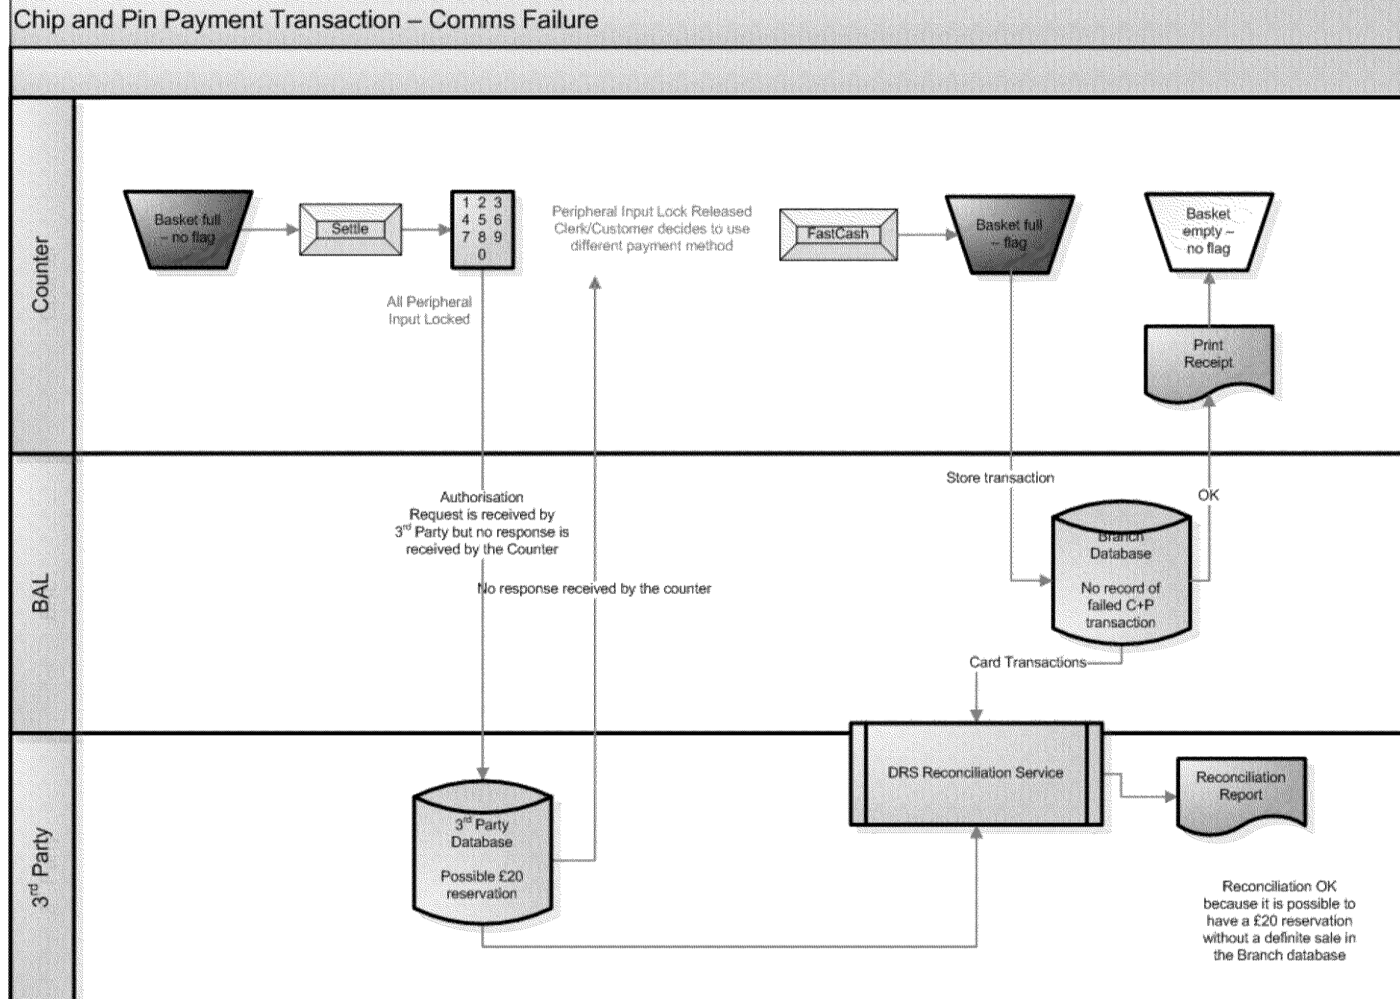 Chip and Pin Payment Transaction – Comms Failure
Counter
Basket full
– no flag
Settle
1 2 3
4 5 6
7 8 9
0
All Peripheral
Input Locked
Peripheral Input Lock Released
Clerk/Customer decides to use
different payment method
FastCash
Basket full
– flag
Basket
empty –
no flag
Print
Receipt
BAL
Authorisation
Request is received by
3rd Party but no response is
received by the Counter
No response received by the counter
Store transaction
OK
Branch
Database
No record of
failed C+P
transaction
Card Transactions
3rd Party
3rd Party
Database
Possible £20
reservation
DRS Reconciliation Service
Reconciliation
Report
Reconciliation OK
because it is possible to
have a £20 reservation
without a definite sale in
the Branch database